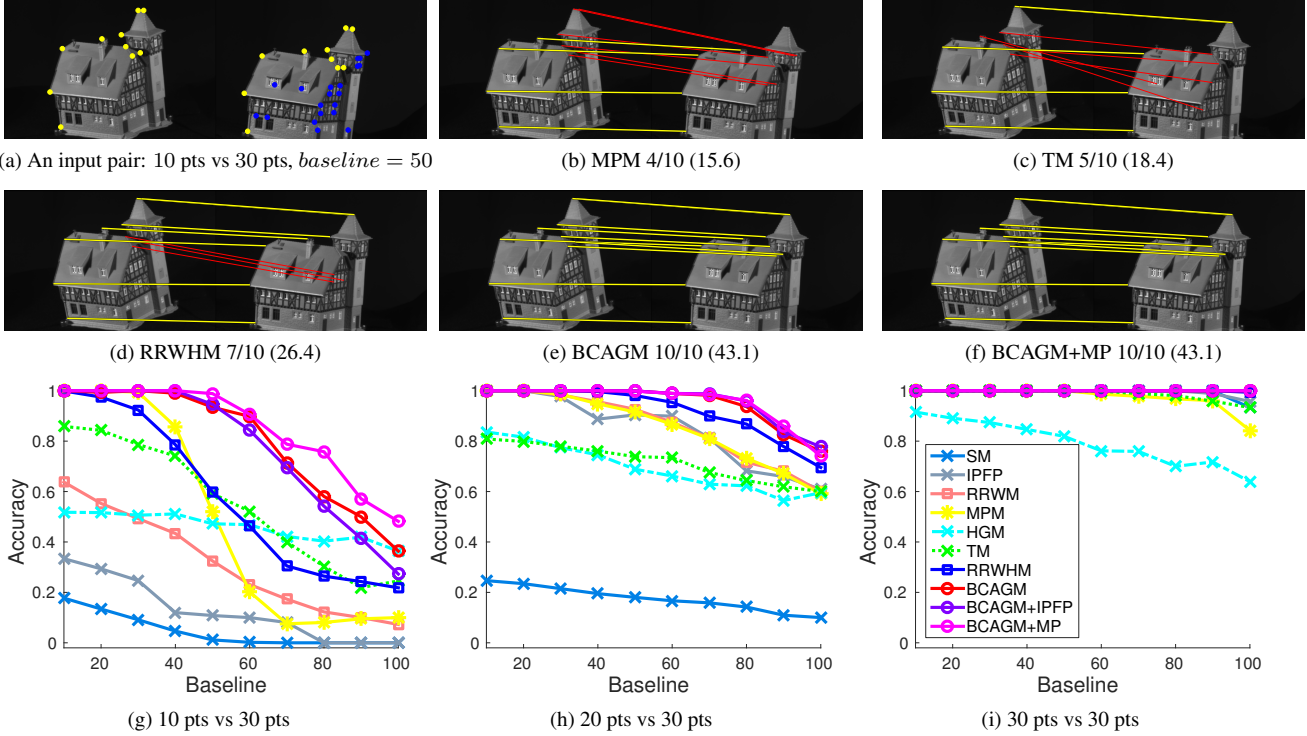 (a) An input pair: 10 pts vs 30 pts, baseline = 50
(b) MPM 4/10 (15.6)
(c) TM 5/10 (18.4)
(d) RRWHM 7/10 (26.4)
(e) BCAGM 10/10 (43.1)
(f) BCAGM+MP 10/10 (43.1)
Accuracy
1
0.8
0.6
0.4
0.2
0
20 40 60 80 100
Baseline
(g) 10 pts vs 30 pts
Accuracy
1
0.8
0.6
0.4
0.2
0
20 40 60 80 100
Baseline
(h) 20 pts vs 30 pts
Accuracy
1
0.8
0.6
0.4
0.2
0
SM
IPFP
RRWM
MPM
HGM
TM
RRWHM
BCAGM
BCAGM+IPFP
BCAGM+MP
20 40 60 80 100
Baseline
(i) 30 pts vs 30 pts